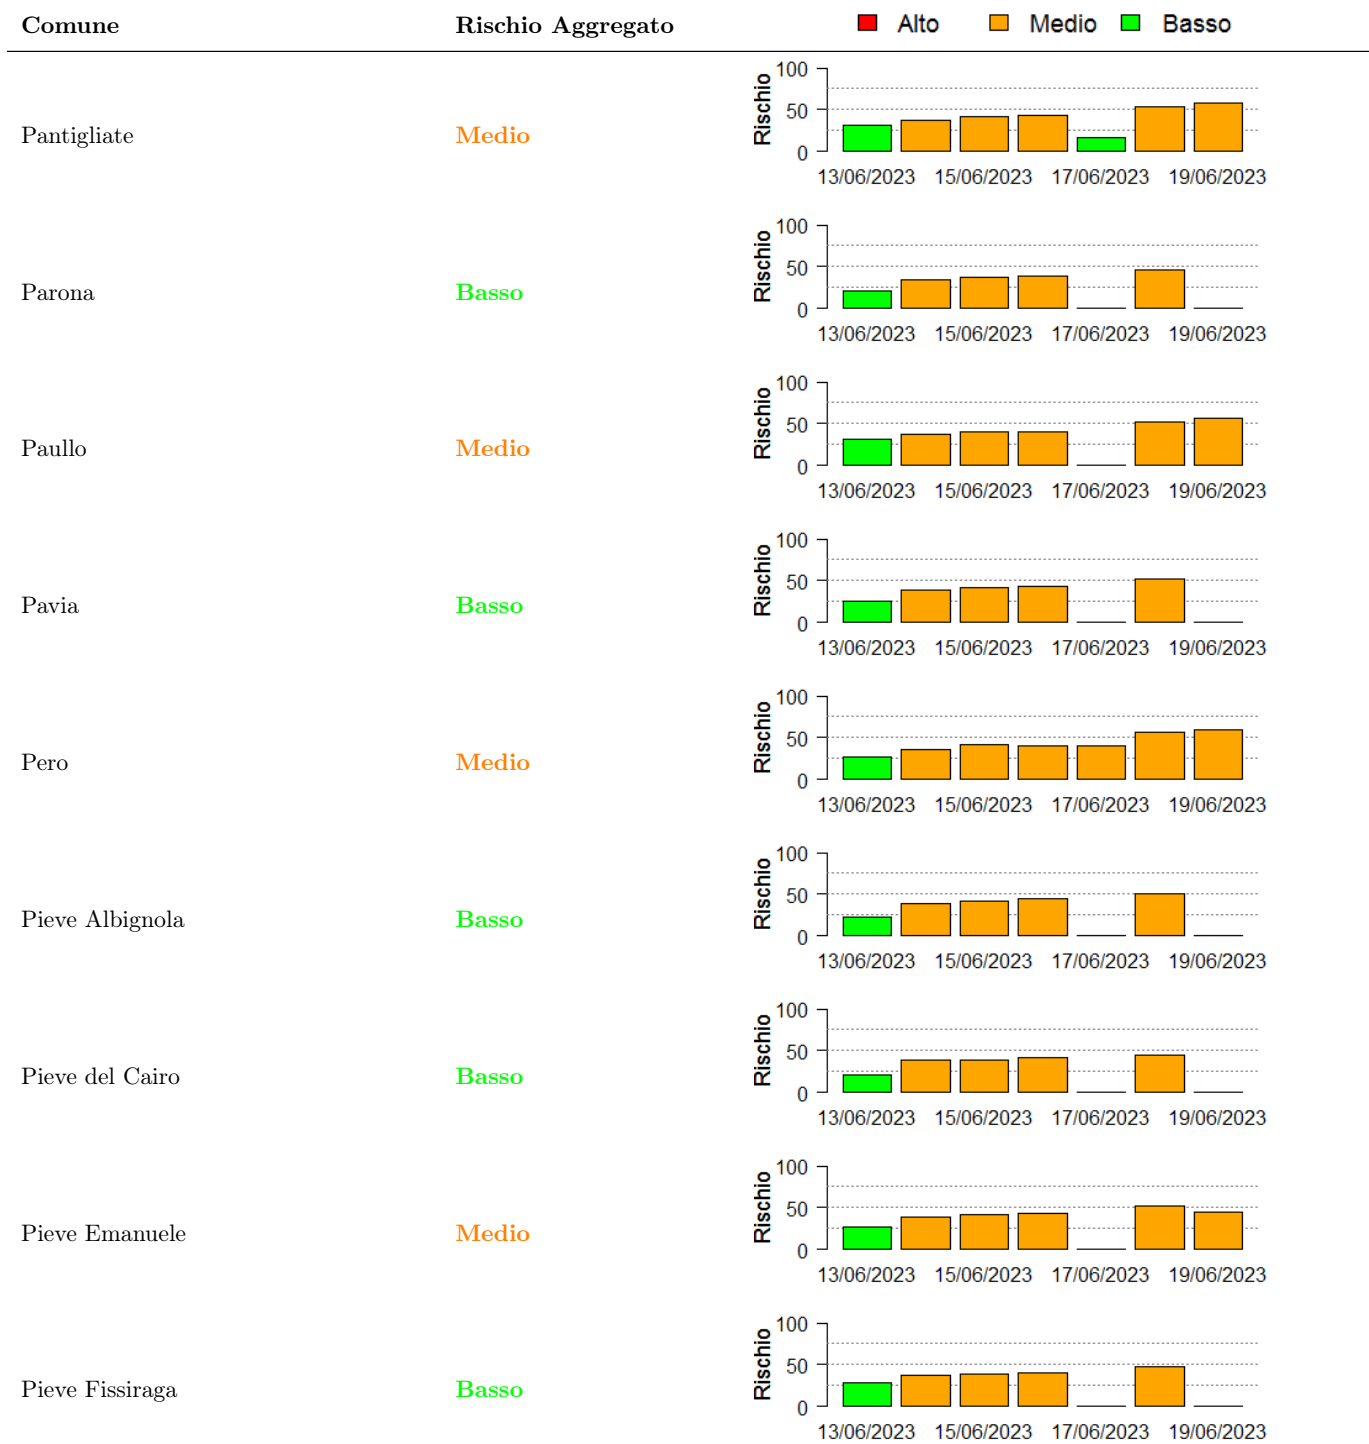 Comune Rischio Aggregato Alto Medio Basso
Pantigliate Medio Rischio 100 50 0
13/06/2023 15/06/2023 17/06/2023 19/06/2023
Parona Basso Rischio 100 50 0
13/06/2023 15/06/2023 17/06/2023 19/06/2023
Paullo Medio Rischio 100 50 0
13/06/2023 15/06/2023 17/06/2023 19/06/2023
Pavia Basso Rischio 100 50 0
13/06/2023 15/06/2023 17/06/2023 19/06/2023
Pero Medio Rischio 100 50 0
13/06/2023 15/06/2023 17/06/2023 19/06/2023
Pieve Albignola Basso Rischio 100 50 0
13/06/2023 15/06/2023 17/06/2023 19/06/2023
Pieve del Cairo Basso Rischio 100 50 0
13/06/2023 15/06/2023 17/06/2023 19/06/2023
Pieve Emanuele Medio Rischio 100 50 0
13/06/2023 15/06/2023 17/06/2023 19/06/2023
Pieve Fissiraga Basso Rischio 100 50 0
13/06/2023 15/06/2023 17/06/2023 19/06/2023